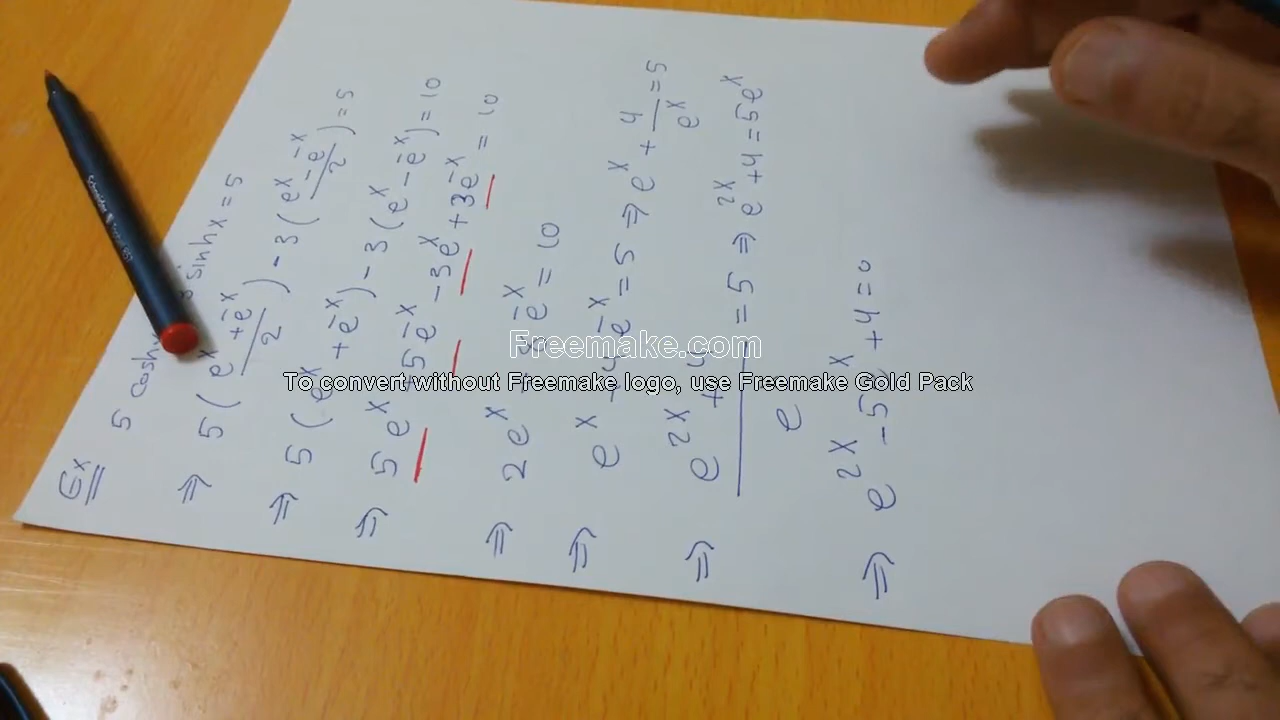 Ex 5 cosh sinhx = 5
⇒ 5(e^x + e^-x / 2) - 3(e^x - e^-x / 2) = 5
⇒ 5(e^x + e^-x) - 3(e^x - e^-x) = 10
⇒ 5e^x + 5e^-x - 3e^x + 3e^-x = 10
⇒ 2e^x + 8e^-x = 10
⇒ e^x + 4e^-x = 5 ⇒ e^x + 4/e^x = 5
⇒ e^2x + 4 / e^x = 5 ⇒ e^2x + 4 = 5e^x
⇒ e^2x - 5e^x + 4 = 0
Freemake.com
To convert without Freemake logo, use Freemake Gold Pack
Schneider